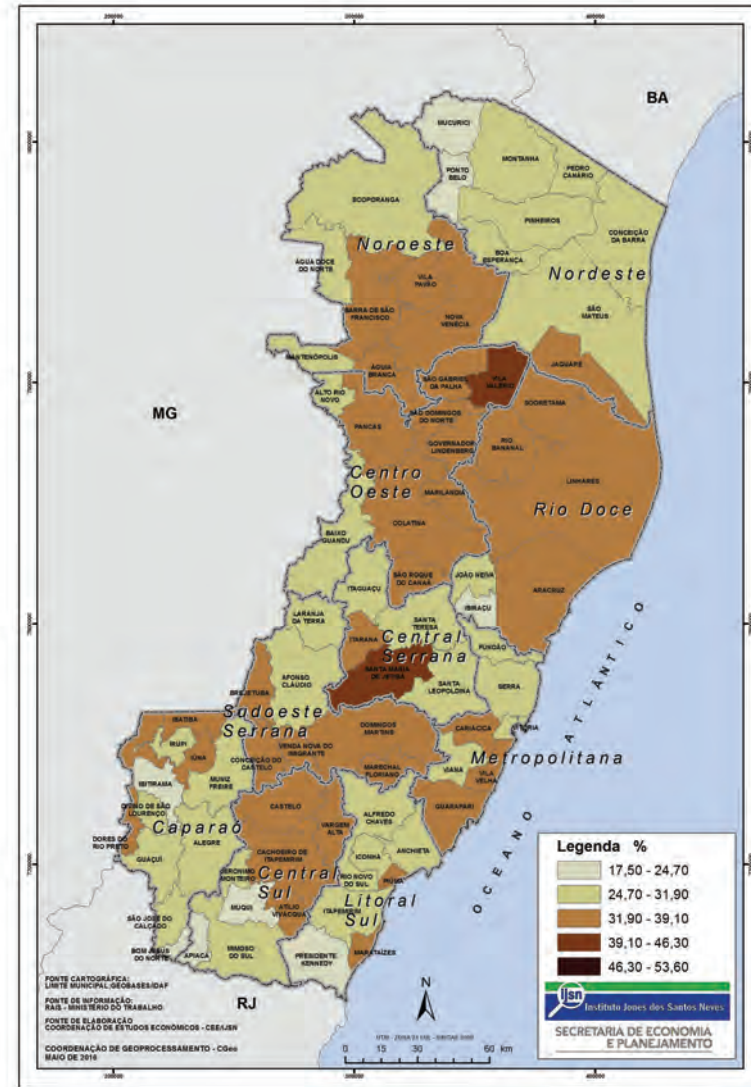 BA
MUCURICI
MONTANHA
PEDRO
CANÁRIO
PONTO
BELO
ECOPORANGA
PINHEIROS
CONCEIÇÃO
DA BARRA
Noroeste
BOA
ESPERANÇA
ÁGUA DOCE
DO NORTE
VILA
PAVÃO
Nordeste
SÃO
MATEUS
BARRA DE SÃO
FRANCISCO
NOVA
VENÉCIA
MANTENÓPOLIS
ÁGUIA
BRANCA
JAGUARÉ
SÃO GABRIEL
DA PALHA
VILA
VALÉRIO
ALTO RIO
NOVO
SOORETAMA
MG
SÃO DOMINGOS
DO NORTE
PANCAS
GOVERNADOR
LINDENBERG
RIO
BANANAL
Centro
Oeste
LINHARES
MARILÂNDIA
Rio Doce
COLATINA
BAIXO
GUANDU
SÃO ROQUE
DO CANAÃ
JOÃO NEIVA
ITAGUAÇU
ARACRUZ
IBIRAÇU
LARANJA
DA TERRA
SANTA
TERESA
ITARANA
Central
Serrana
FUNDÃO
SANTA MARIA
DE JETIBÁ
AFONSO
CLÁUDIO
SANTA
LEOPOLDINA
SERRA
BREJETUBA
Sudoeste
Serrana
IBATIBA
DOMINGOS
MARTINS
CARIACICA
VITÓRIA
IRUPI
IÚNA
VENDA NOVA DO
IMIGRANTE
CONCEIÇÃO DO
CASTELO
Metropolitana
MARECHAL
FLORIANO
VIANA
VILA
VELHA
IBITIRAMA
MUNIZ
FREIRE
DIVINO DE SÃO
LOURENÇO
CASTELO
GUARAPARI
ALFREDO
CHAVES
Caparaó
VARGEM
ALTA
DORES DO
RIO PRETO
ALEGRE
GUAÇUÍ
CACHOEIRO DE
ITAPEMIRIM
ANCHIETA
ICONHA
JERONIMO
MONTEIRO
Central
Sul
RIO NOVO
DO SUL
PIÚMA
MUQUI
ATILIO
VIVACQUA
Litoral
Sul
ITAPEMIRIM
SÃO JOSÉ DO
CALÇADO
BOM JESUS
DO NORTE
APIACÁ
MIMOSO
DO SUL
PRESIDENTE
KENNEDY
MARATAÍZES
RJ
OCEANO ATLÂNTICO
Legenda %
17,50 - 24,70
24,70 - 31,90
31,90 - 39,10
39,10 - 46,30
46,30 - 53,60
ijsn
Instituto Jones dos Santos Neves
SECRETARIA DE ECONOMIA
E PLANEJAMENTO
N
0 15 30 60 km
FONTE CARTOGRÁFICA:
LIMITE MUNICIPAL:GEOBASES/IDAF
FONTE DE INFORMAÇÃO:
RAIS - MINISTÉRIO DO TRABALHO
FONTE DE ELABORAÇÃO
COORDENAÇÃO DE ESTUDOS ECONÔMICOS - CEE/IJSN
COORDENAÇÃO DE GEOPROCESSAMENTO - CGeo
MAIO DE 2016